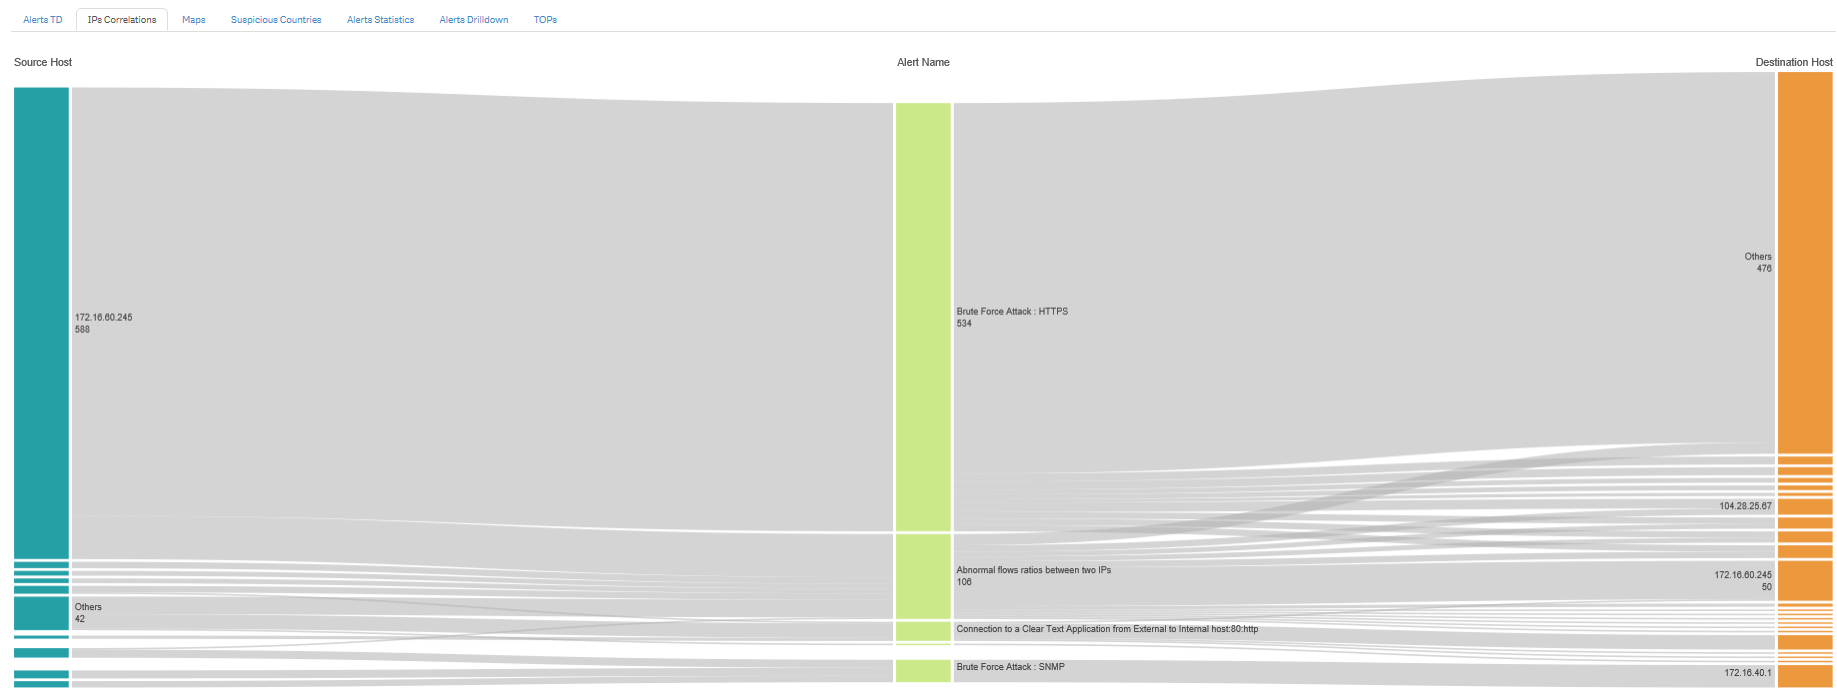 Alerts TD
IPs Correlations
Maps
Suspicious Countries
Alerts Statistics
Alerts Drilldown
TOPs
Source Host
Alert Name
Destination Host
172.16.60.245
588
Others
42
Brute Force Attack : HTTPS
534
Abnormal flows ratios between two IPs
106
Connection to a Clear Text Application from External to Internal host:80:http
Brute Force Attack : SNMP
Others
476
104.28.25.67
172.16.60.245
50
172.16.40.1